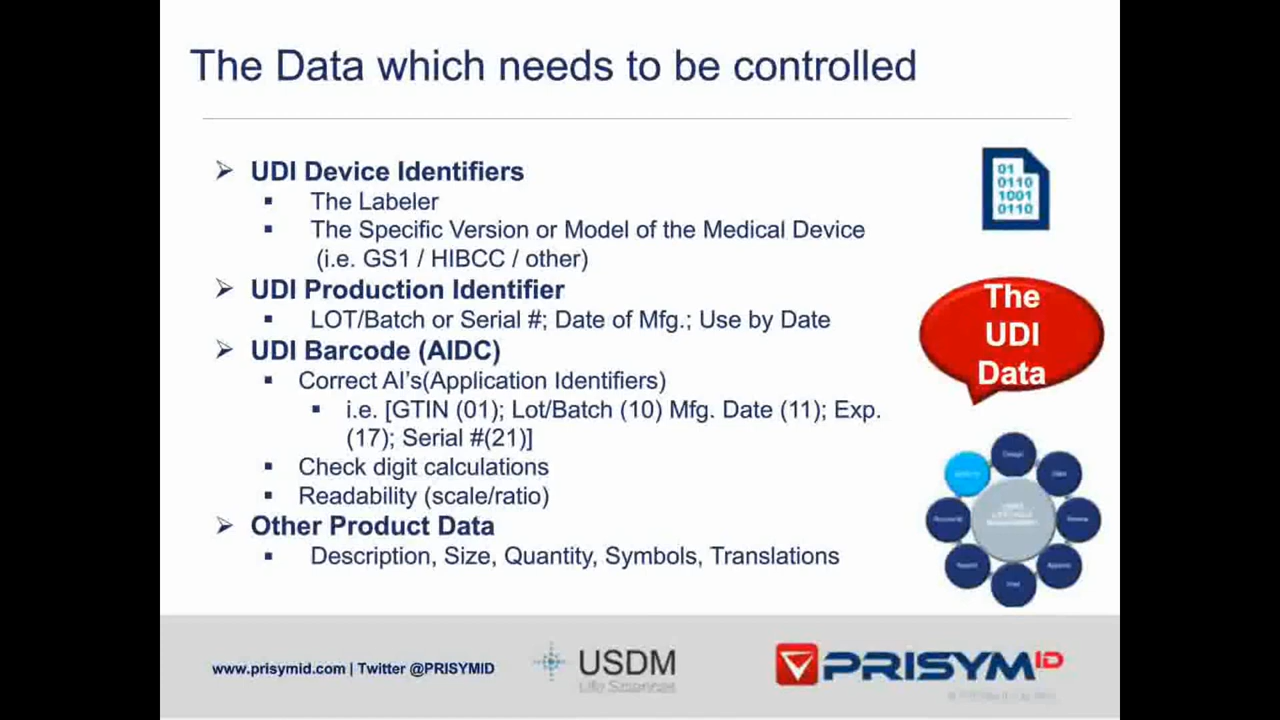 The Data which needs to be controlled
UDI Device Identifiers
The Labeler
The Specific Version or Model of the Medical Device
(i.e. GS1 / HIBCC / other)
UDI Production Identifier
LOT/Batch or Serial #; Date of Mfg.; Use by Date
UDI Barcode (AIDC)
Correct AI's(Application Identifiers)
i.e. [GTIN (01); Lot/Batch (10) Mfg. Date (11); Exp.
(17); Serial #(21)]
Check digit calculations
Readability (scale/ratio)
Other Product Data
Description, Size, Quantity, Symbols, Translations
01
0110
1001
0110
The
UDI
Data
Design
www.prisymid.com | Twitter @PRISYMID
USDM
Life Sciences
PRISYM ID